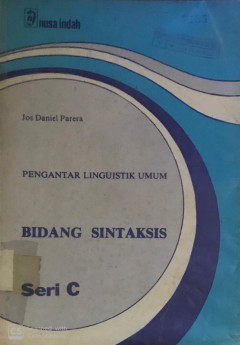 nusa indah
Jos Daniel Parera
PENGANTAR LINGUISTIK UMUM
BIDANG SINTAKSIS
Seri C